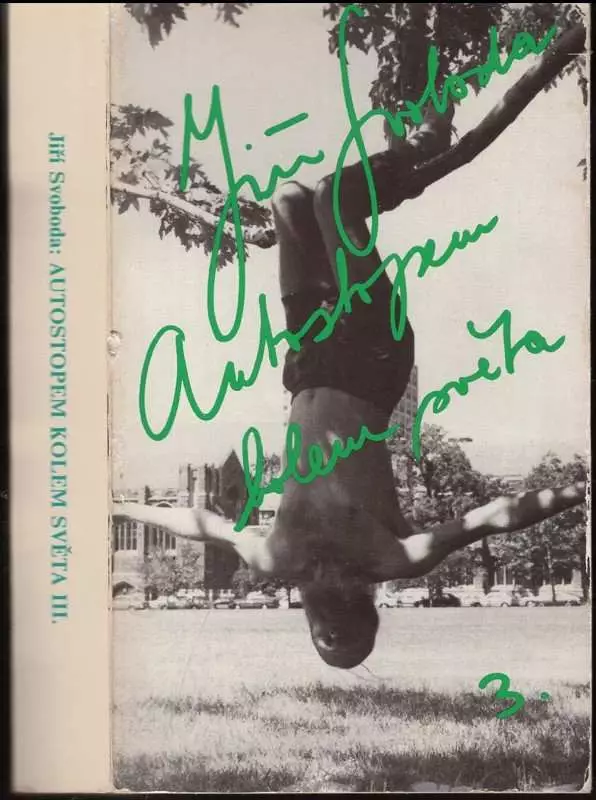 Jiří Svoboda: AUTOSTOPEM KOLEM SVĚTA III.
Jiří Svoboda
Autostopem
kolem světa
3.